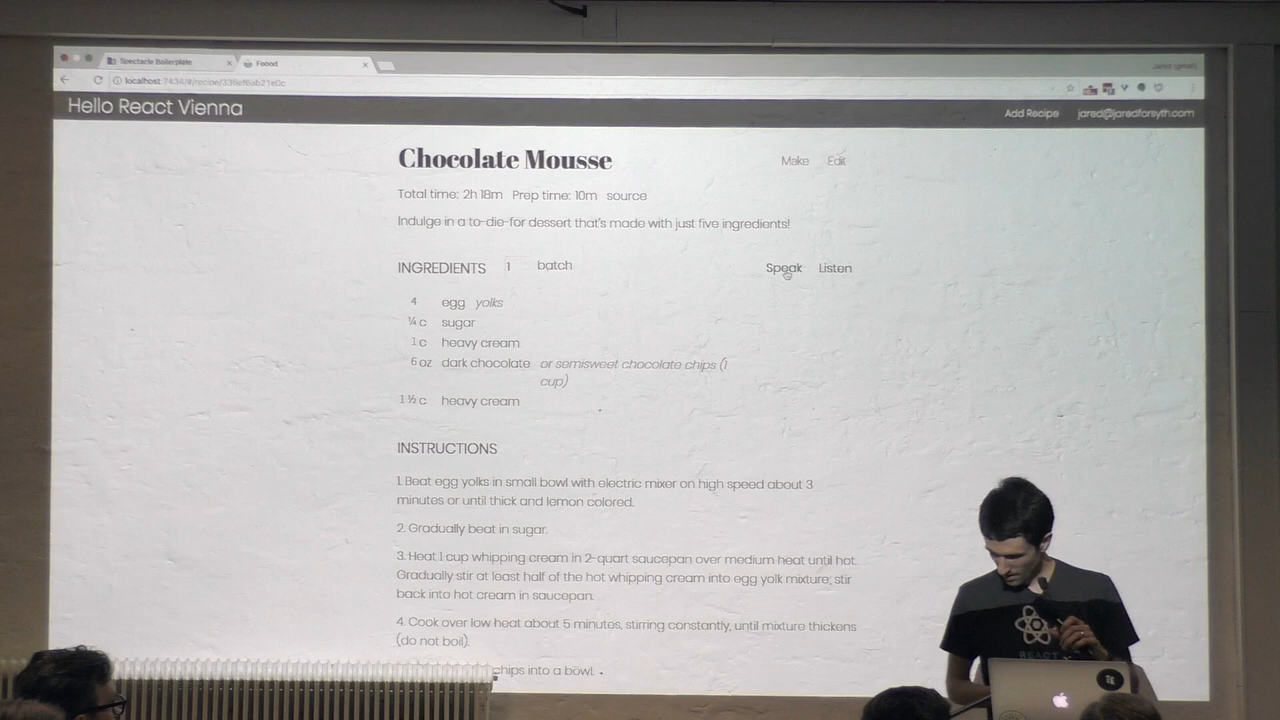 Spectacle Boilerplate
Foood
Jared (gmail)
localhost:7434/#/recipe/336ef6ab21e0c
Hello React Vienna
Add Recipe
jared@jaredforsyth.com
Chocolate Mousse
Make
Edit
Total time: 2h 18m Prep time: 10m source
Indulge in a to-die-for dessert that's made with just five ingredients!
INGREDIENTS 1 batch
Speak
Listen
4 egg yolks
¼ c sugar
1 c heavy cream
6 oz dark chocolate or semisweet chocolate chips (1
cup)
1 ½ c heavy cream
INSTRUCTIONS
1. Beat egg yolks in small bowl with electric mixer on high speed about 3
minutes or until thick and lemon colored.
2. Gradually beat in sugar.
3. Heat 1 cup whipping cream in 2-quart saucepan over medium heat until hot.
Gradually stir at least half of the hot whipping cream into egg yolk mixture; stir
back into hot cream in saucepan.
4. Cook over low heat about 5 minutes, stirring constantly, until mixture thickens
(do not boil).
chips into a bowl.
REACT